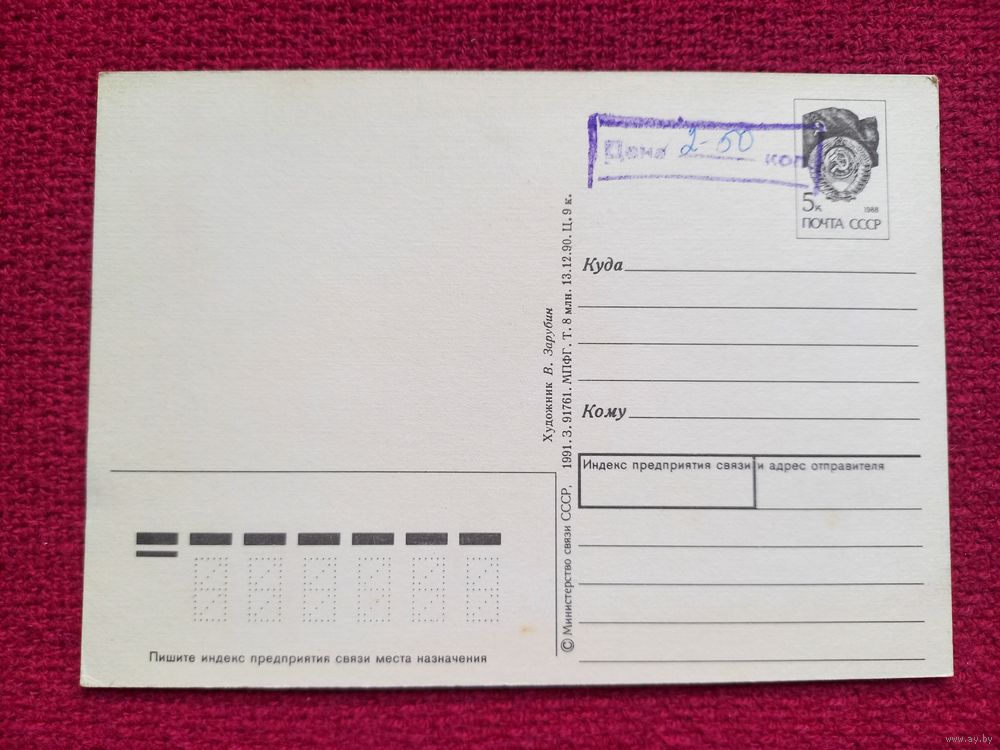 Цена 2-50 коп
5к 1988
ПОЧТА СССР
Куда
Кому
Индекс предприятия связи и адрес отправителя
Художник В. Зарубин
© Министерство связи СССР, 1991. З. 91761. МПФГ. Т. 8 млн. 13.12.90. Ц. 9 к.
Пишите индекс предприятия связи места назначения
www.ay.by